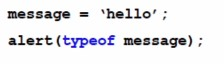 message = ‘hello’;
alert(typeof message);